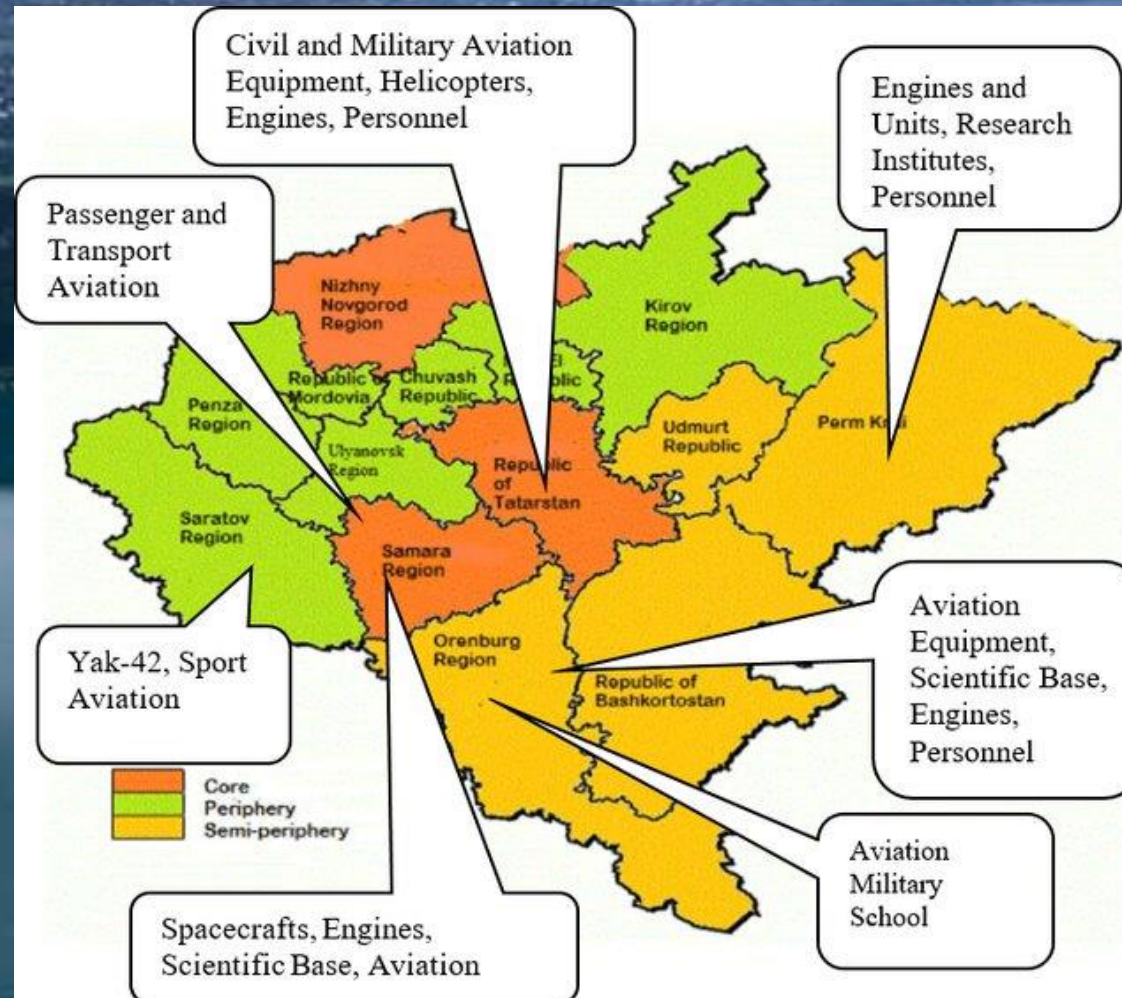 Civil and Military Aviation
Equipment, Helicopters,
Engines, Personnel
Engines and
Units, Research
Institutes,
Personnel
Passenger and
Transport
Aviation
Nizhny
Novgorod
Region
Kirov
Region
Republic of
Mordovia
Chuvash
Republic
El
Republic
Penza
Region
Ulyanovsk
Region
Udmurt
Republic
Perm Krai
Republic
of
Tatarstan
Saratov
Region
Samara
Region
Orenburg
Region
Republic of
Bashkortostan
Aviation
Equipment,
Scientific Base,
Engines,
Personnel
Yak-42, Sport
Aviation
Core
Periphery
Semi-periphery
Aviation
Military
School
Spacecrafts, Engines,
Scientific Base, Aviation